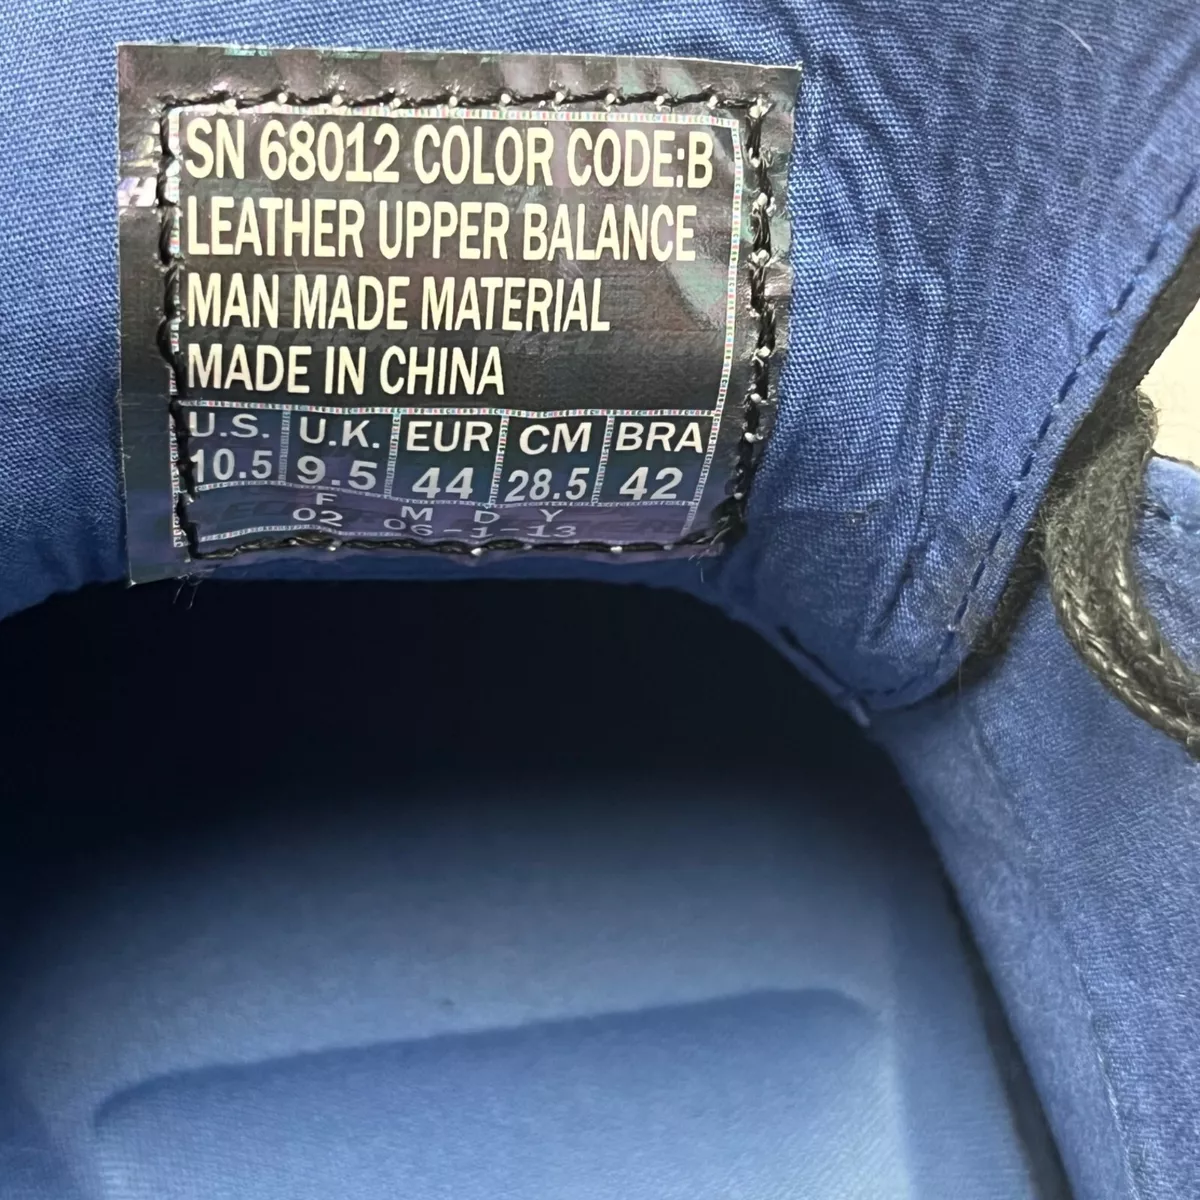 SN 68012 COLOR CODE:B
LEATHER UPPER BALANCE
MAN MADE MATERIAL
MADE IN CHINA
U.S. U.K. EUR CM BRA
10.5 9.5 44 28.5 42
F M D Y
02 06-1-13